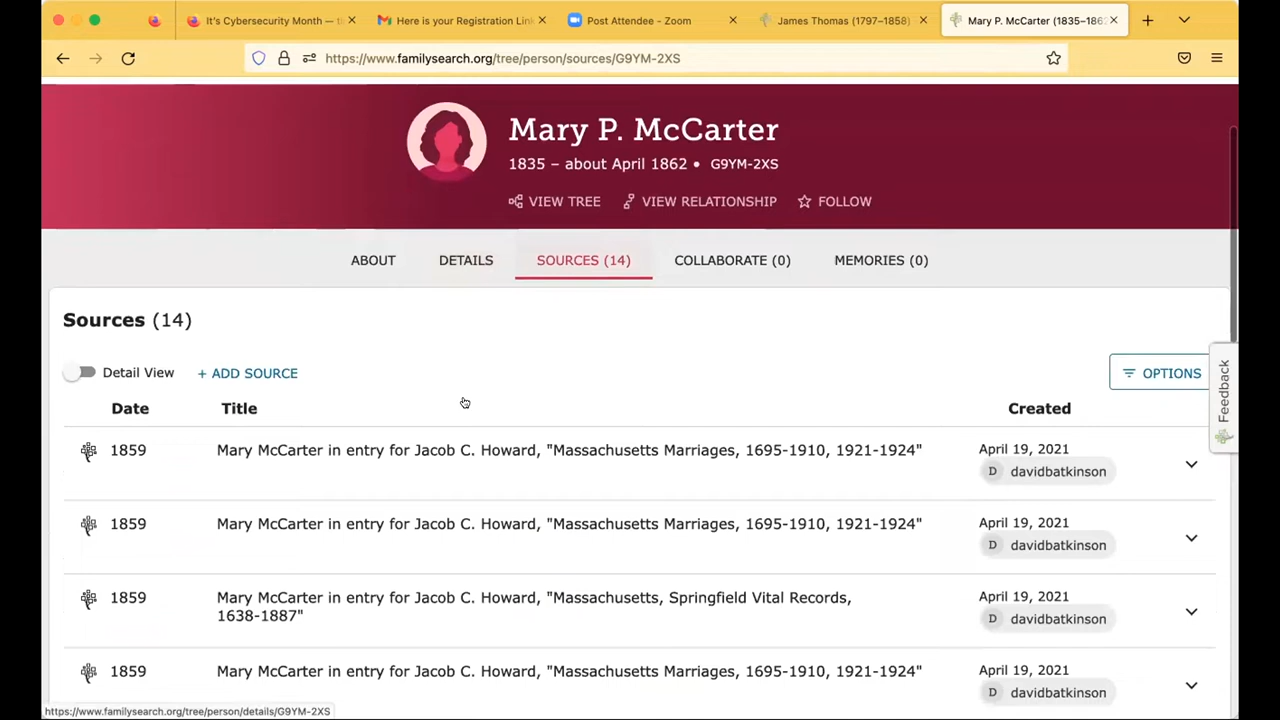 It's Cybersecurity Month — t
Here is your Registration Lin
Post Attendee - Zoom
James Thomas (1797–1858)
Mary P. McCarter (1835–186
https://www.familysearch.org/tree/person/sources/G9YM-2XS
Mary P. McCarter
1835 – about April 1862 • G9YM-2XS
VIEW TREE VIEW RELATIONSHIP FOLLOW
ABOUT DETAILS SOURCES (14) COLLABORATE (0) MEMORIES (0)
Sources (14)
Detail View + ADD SOURCE OPTIONS
Feedback
Date Title Created
1859 Mary McCarter in entry for Jacob C. Howard, "Massachusetts Marriages, 1695-1910, 1921-1924" April 19, 2021
D davidbatkinson
1859 Mary McCarter in entry for Jacob C. Howard, "Massachusetts Marriages, 1695-1910, 1921-1924" April 19, 2021
D davidbatkinson
1859 Mary McCarter in entry for Jacob C. Howard, "Massachusetts, Springfield Vital Records, April 19, 2021
1638-1887" D davidbatkinson
1859 Mary McCarter in entry for Jacob C. Howard, "Massachusetts Marriages, 1695-1910, 1921-1924" April 19, 2021
D davidbatkinson
https://www.familysearch.org/tree/person/details/G9YM-2XS